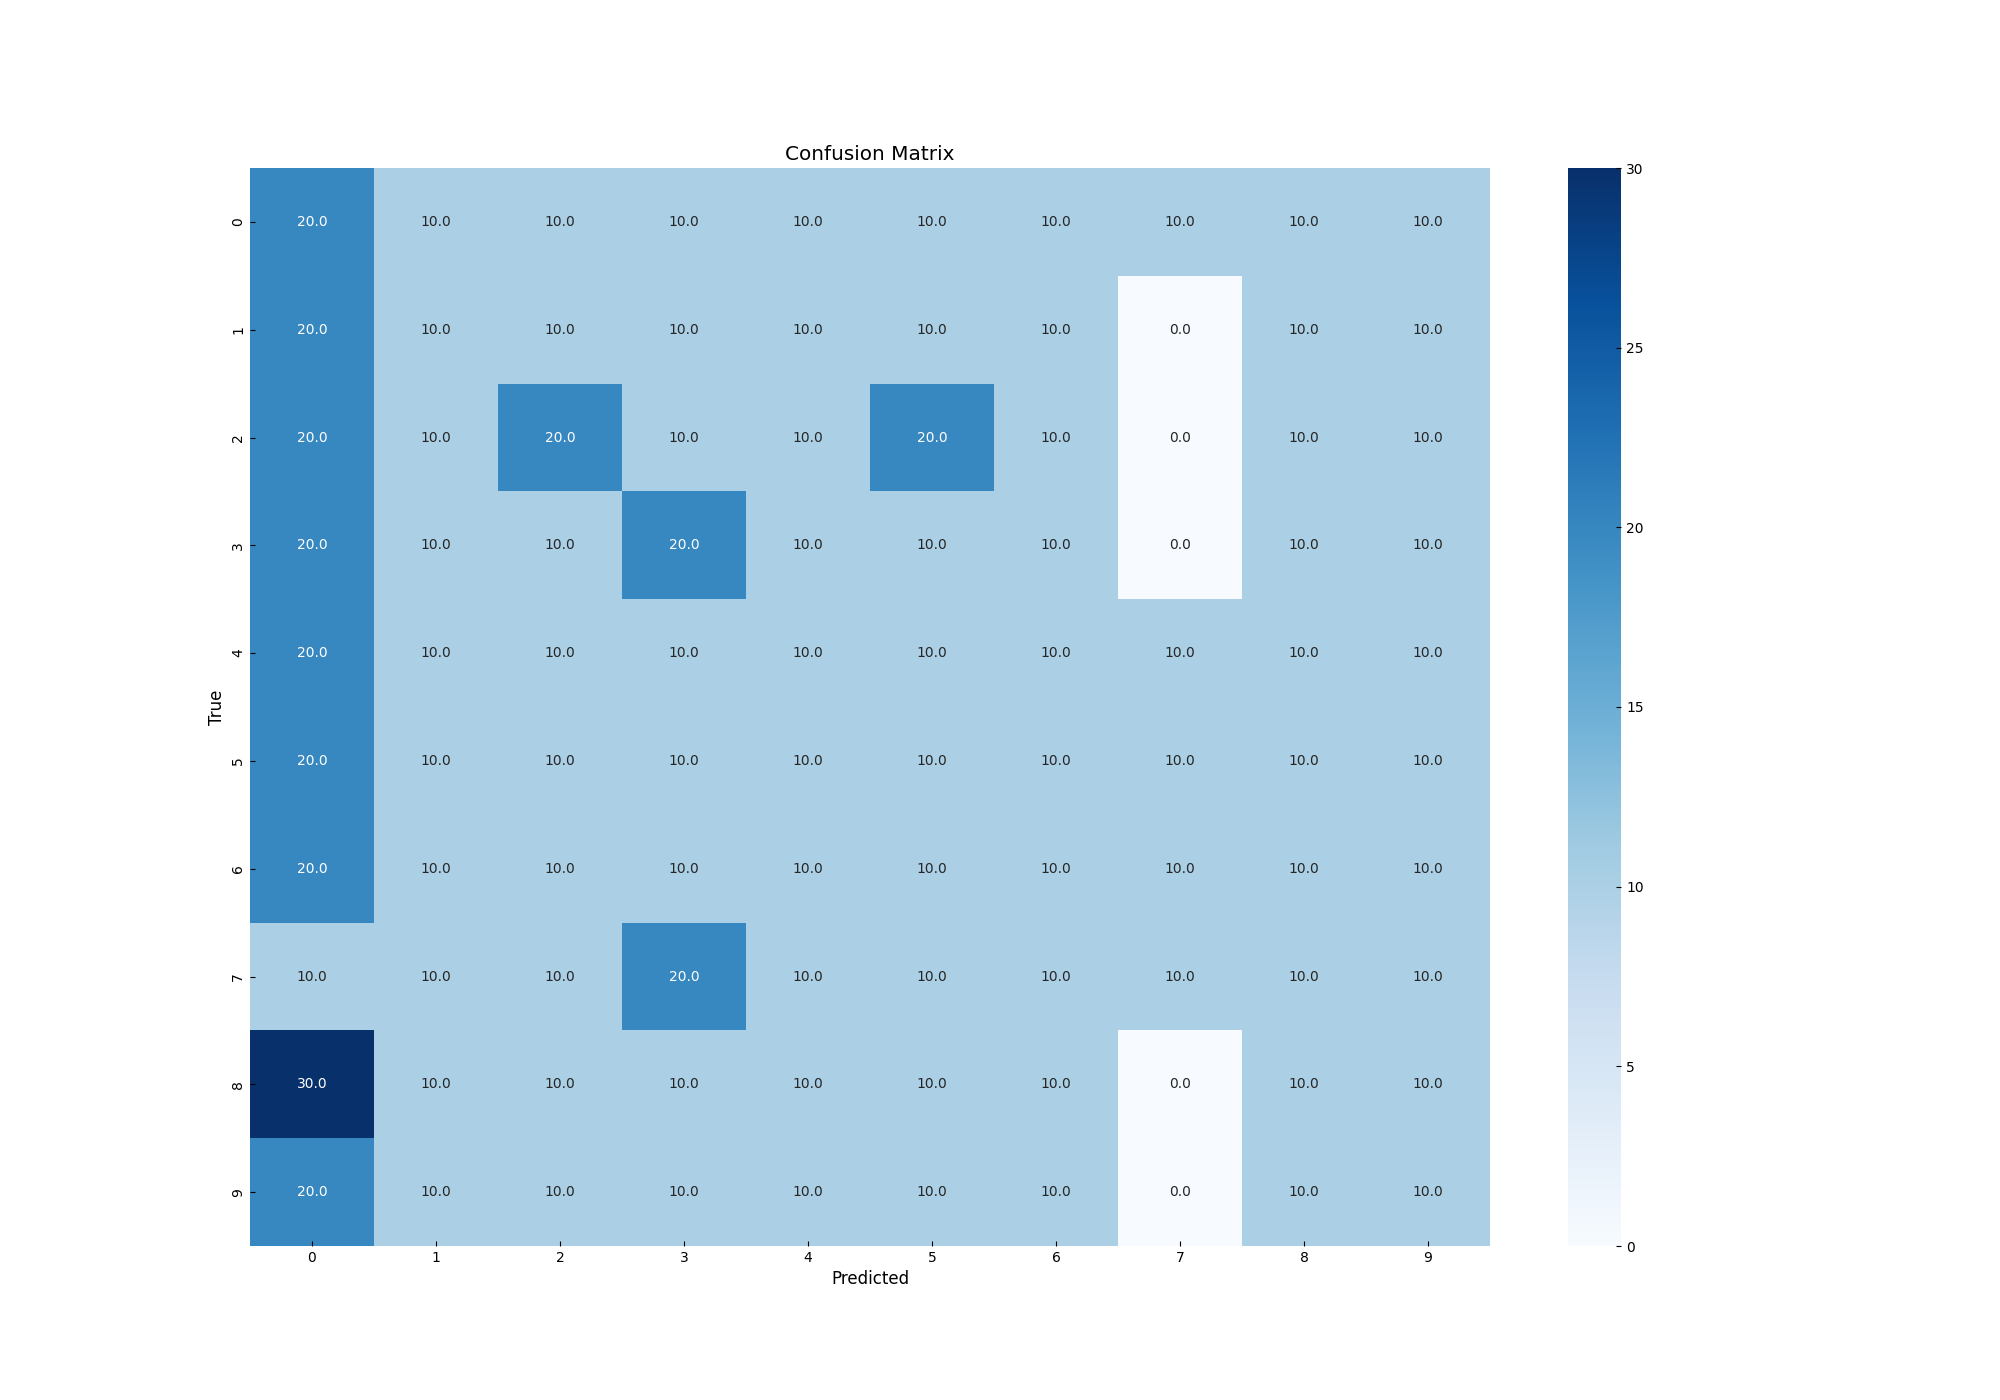 Confusion Matrix
0 20.0 10.0 10.0 10.0 10.0 10.0 10.0 10.0 10.0 10.0
1 20.0 10.0 10.0 10.0 10.0 10.0 10.0 0.0 10.0 10.0
2 20.0 10.0 20.0 10.0 10.0 20.0 10.0 0.0 10.0 10.0
3 20.0 10.0 10.0 20.0 10.0 10.0 10.0 0.0 10.0 10.0
4 20.0 10.0 10.0 10.0 10.0 10.0 10.0 10.0 10.0 10.0
5 20.0 10.0 10.0 10.0 10.0 10.0 10.0 10.0 10.0 10.0
6 20.0 10.0 10.0 10.0 10.0 10.0 10.0 10.0 10.0 10.0
7 10.0 10.0 10.0 20.0 10.0 10.0 10.0 10.0 10.0 10.0
8 30.0 10.0 10.0 10.0 10.0 10.0 10.0 0.0 10.0 10.0
9 20.0 10.0 10.0 10.0 10.0 10.0 10.0 0.0 10.0 10.0
0 1 2 3 4 5 6 7 8 9
Predicted
True
30
25
20
15
10
5
0